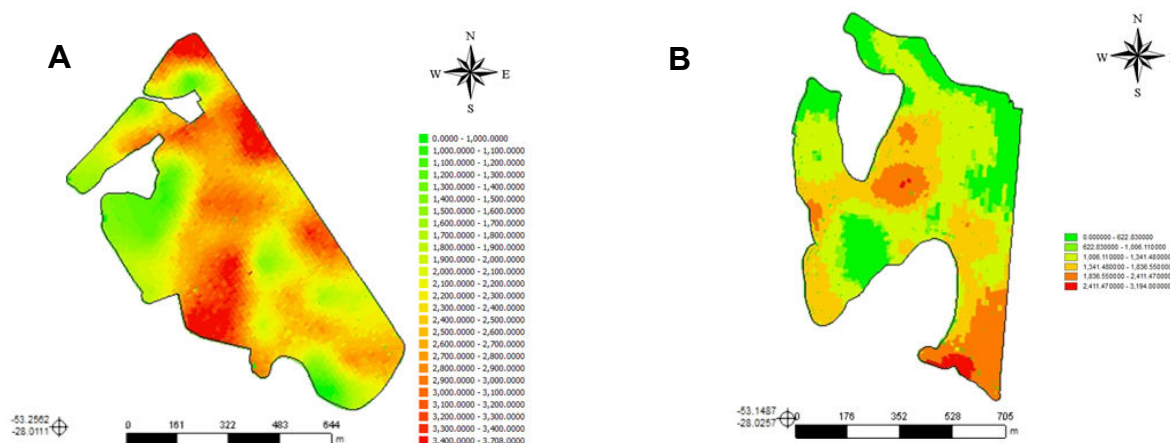 A
N
W E
S
0.0000 - 1,000.0000
1,000.0000 - 1,100.0000
1,100.0000 - 1,200.0000
1,200.0000 - 1,300.0000
1,300.0000 - 1,400.0000
1,400.0000 - 1,500.0000
1,500.0000 - 1,600.0000
1,600.0000 - 1,700.0000
1,700.0000 - 1,800.0000
1,800.0000 - 1,900.0000
1,900.0000 - 2,000.0000
2,000.0000 - 2,100.0000
2,100.0000 - 2,200.0000
2,200.0000 - 2,300.0000
2,300.0000 - 2,400.0000
2,400.0000 - 2,500.0000
2,500.0000 - 2,600.0000
2,600.0000 - 2,700.0000
2,700.0000 - 2,800.0000
2,800.0000 - 2,900.0000
2,900.0000 - 3,000.0000
3,000.0000 - 3,100.0000
3,100.0000 - 3,200.0000
3,200.0000 - 3,300.0000
3,300.0000 - 3,400.0000
3,400.0000 - 3,708.0000
-53.2562
-28.0111
0 161 322 483 644
m
B
N
W E
S
0.000000 - 622.830000
622.830000 - 1,006.110000
1,006.110000 - 1,341.480000
1,341.480000 - 1,836.550000
1,836.550000 - 2,411.470000
2,411.470000 - 3,194.000000
-53.1487
-28.0257
0 176 352 528 705
m